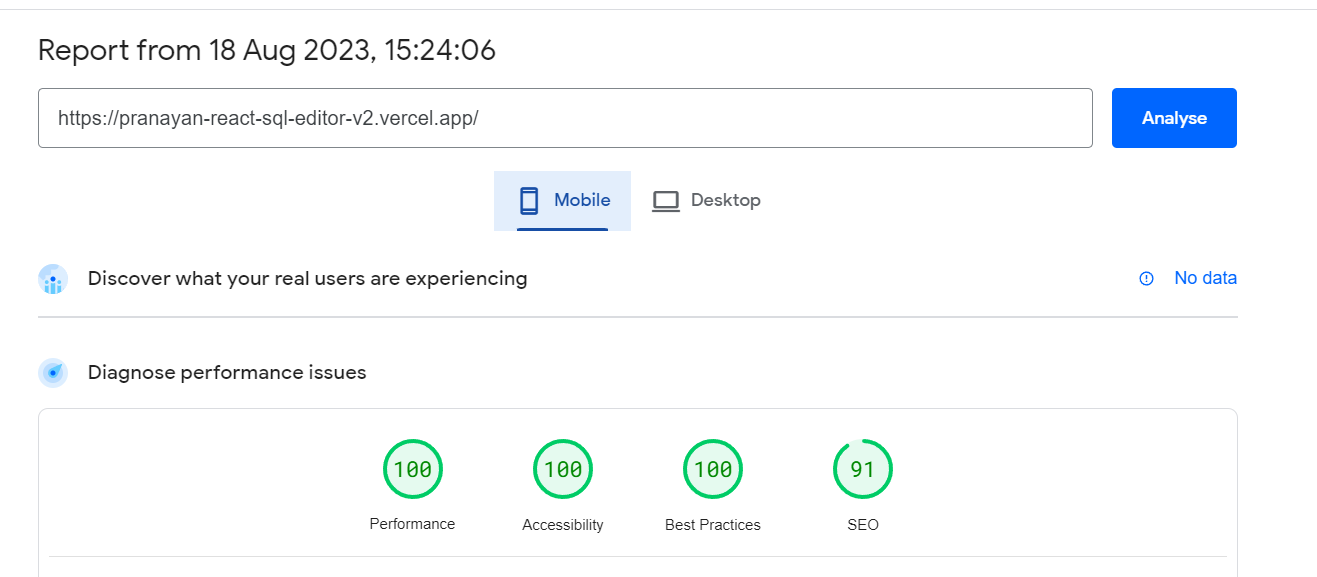 Report from 18 Aug 2023, 15:24:06
https://pranayan-react-sql-editor-v2.vercel.app/
Analyse
Mobile
Desktop
Discover what your real users are experiencing
No data
Diagnose performance issues
100
100
100
91
Performance
Accessibility
Best Practices
SEO